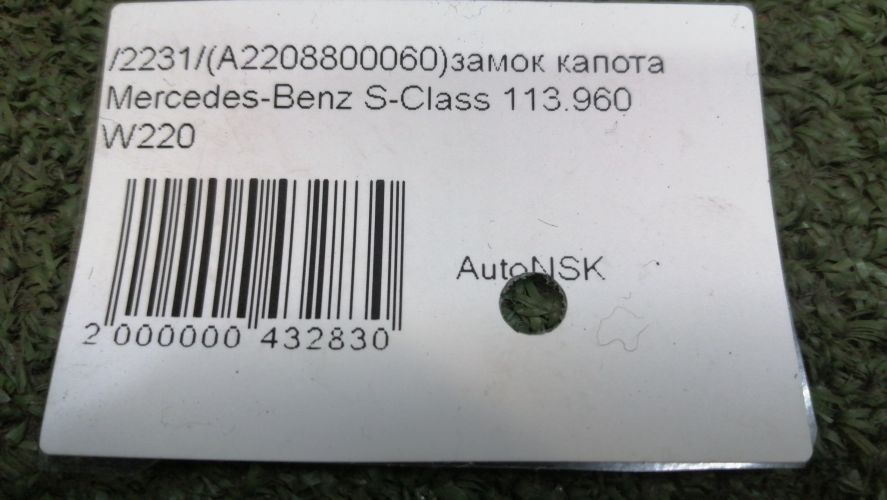 /2231/(A2208800060)замок капота
Mercedes-Benz S-Class 113.960
W220
AutoNSK
2 000000 432830